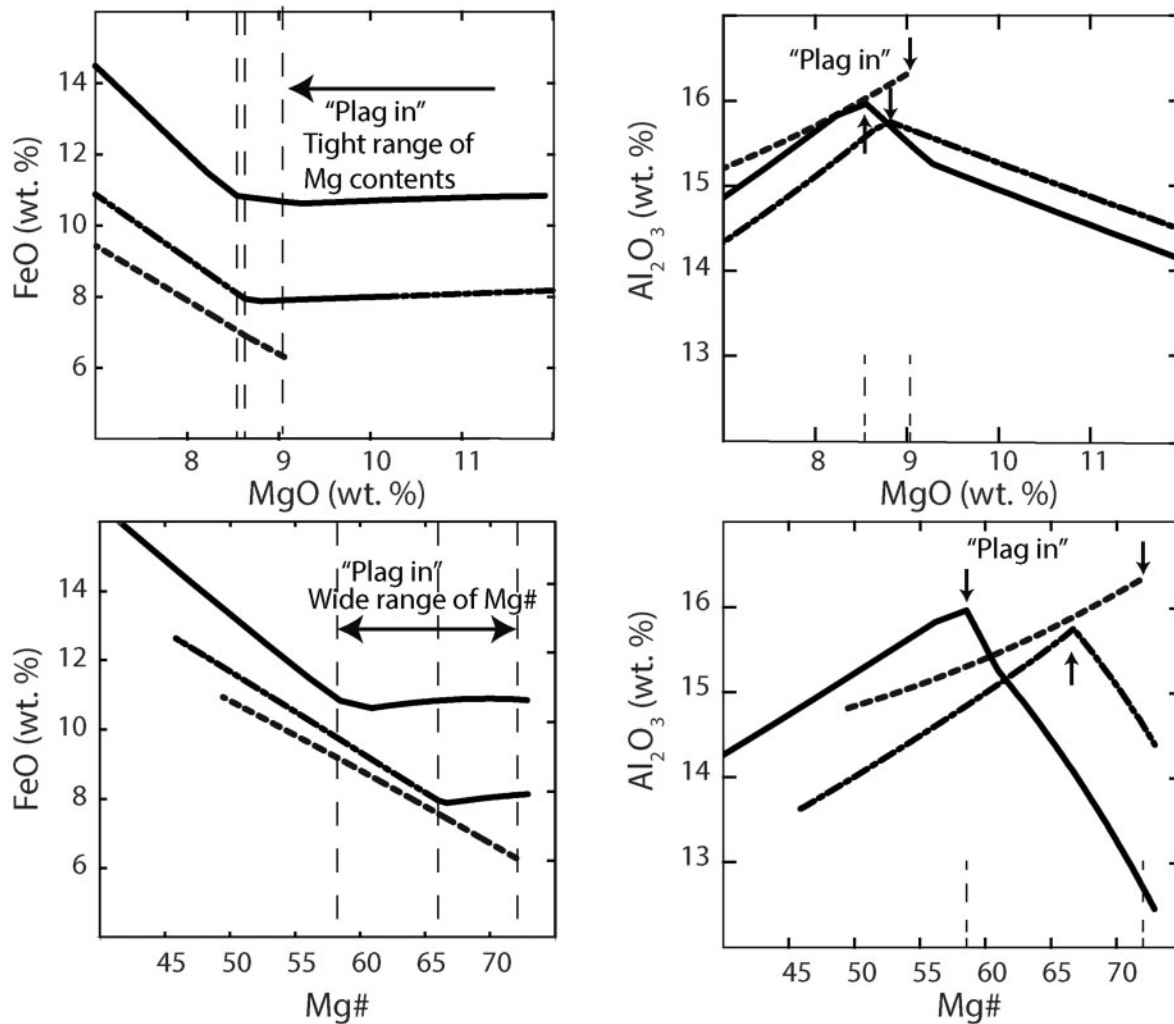 14
12
10
8
6
FeO (wt. %)
"Plag in"
Tight range of
Mg contents
8
9
10
11
MgO (wt. %)
"Plag in"
16
15
14
13
Al2O3 (wt. %)
8
9
10
11
MgO (wt. %)
14
12
10
8
6
FeO (wt. %)
"Plag in"
Wide range of Mg#
45
50
55
60
65
70
Mg#
"Plag in"
16
15
14
13
Al2O3 (wt. %)
45
50
55
60
65
70
Mg#